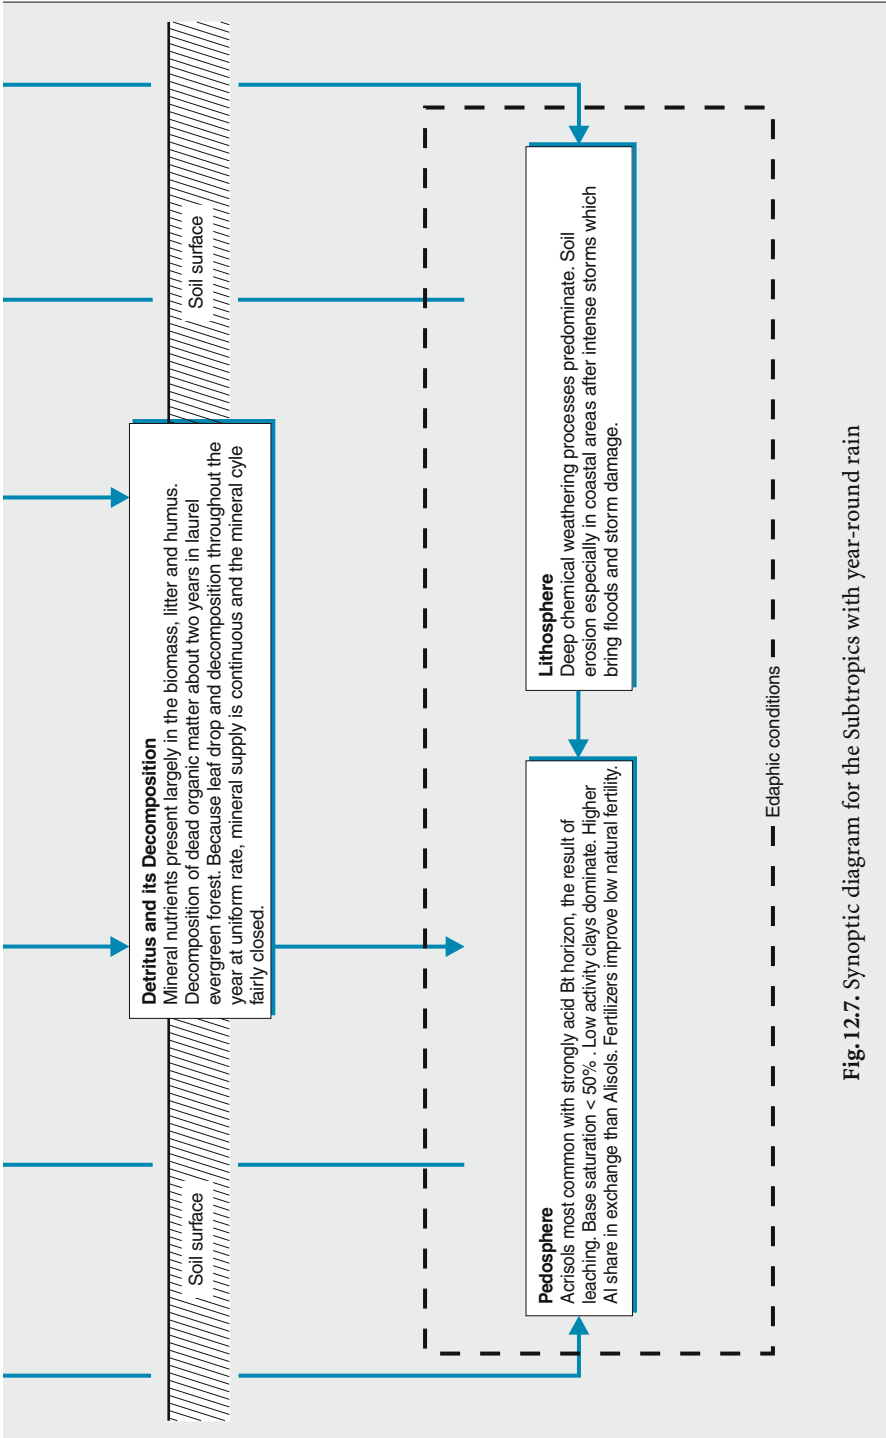 Soil surface
Detritus and its Decomposition
Mineral nutrients present largely in the biomass, litter and humus.
Decomposition of dead organic matter about two years in laurel
evergreen forest. Because leaf drop and decomposition throughout the
year at uniform rate, mineral supply is continuous and the mineral cyle
fairly closed.
Soil surface
Pedosphere
Acrisols most common with strongly acid Bt horizon, the result of
leaching. Base saturation < 50% . Low activity clays dominate. Higher
Al share in exchange than Alisols. Fertilizers improve low natural fertility.
Lithosphere
Deep chemical weathering processes predominate. Soil
erosion especially in coastal areas after intense storms which
bring floods and storm damage.
Edaphic conditions
Fig. 12.7. Synoptic diagram for the Subtropics with year-round rain